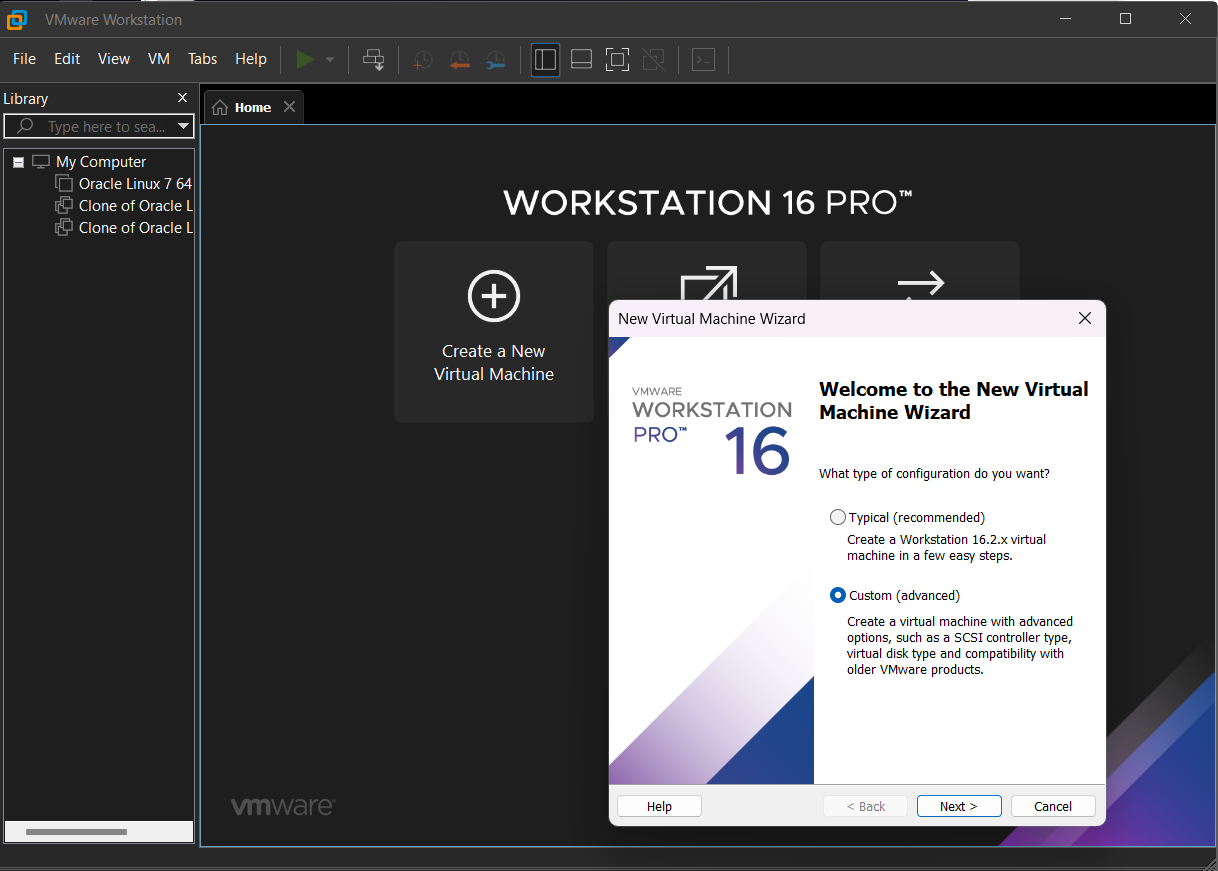 VMware Workstation
File Edit View VM Tabs Help
Library
Type here to sea...
My Computer
Oracle Linux 7 64
Clone of Oracle L
Clone of Oracle L
Home
WORKSTATION 16 PRO™
Create a New
Virtual Machine
New Virtual Machine Wizard
VMWARE
WORKSTATION
PRO™ 16
Welcome to the New Virtual
Machine Wizard
What type of configuration do you want?
Typical (recommended)
Create a Workstation 16.2.x virtual
machine in a few easy steps.
Custom (advanced)
Create a virtual machine with advanced
options, such as a SCSI controller type,
virtual disk type and compatibility with
older VMware products.
Help < Back Next > Cancel
vmware®